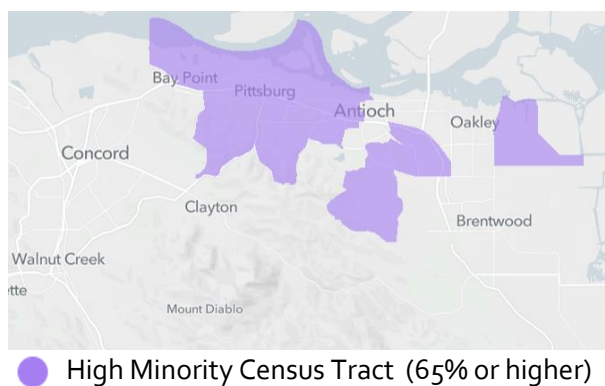 Bay Point
Pittsburg
Antioch
Oakley
Concord
Clayton
Brentwood
Walnut Creek
ette
Mount Diablo
High Minority Census Tract (65% or higher)